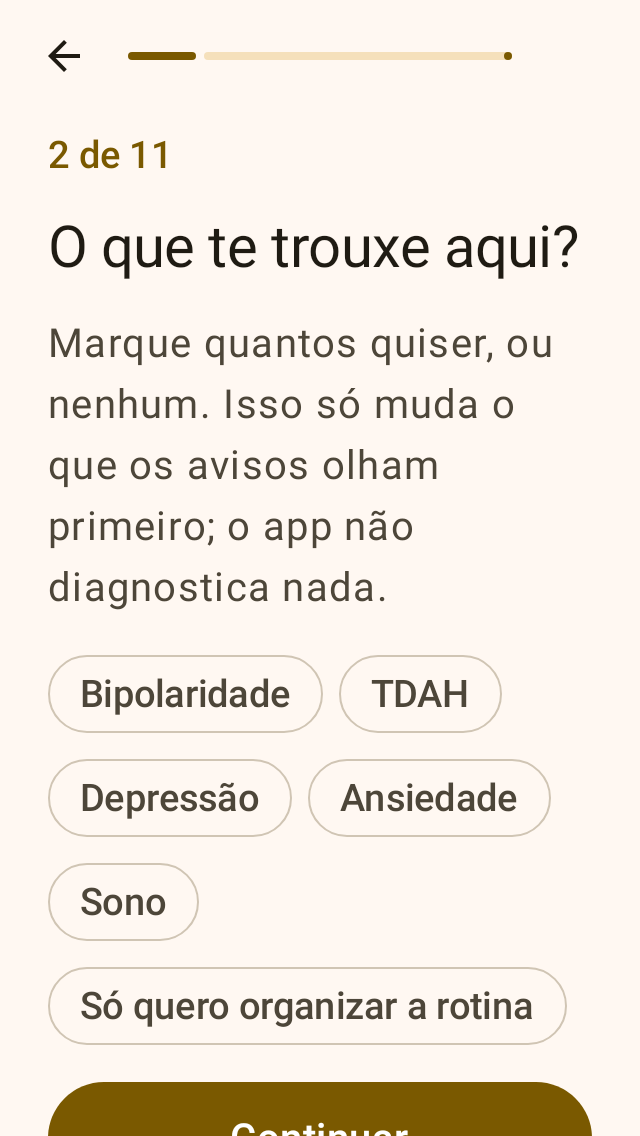 2 de 11
O que te trouxe aqui?
Marque quantos quiser, ou
nenhum. Isso só muda o
que os avisos olham
primeiro; o app não
diagnostica nada.
Bipolaridade
TDAH
Depressão
Ansiedade
Sono
Só quero organizar a rotina
Continuar